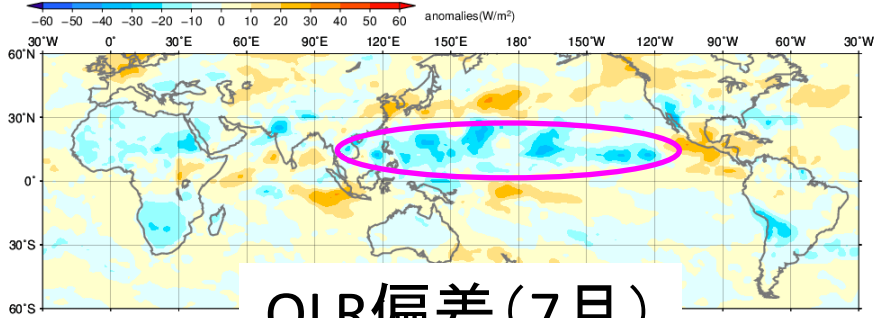 −60 −50 −40 −30 −20 −10 0 10 20 30 40 50 60 anomalies(W/m²)
30°W 0° 30°E 60°E 90°E 120°E 150°E 180° 150°W 120°W 90°W 60°W 30°W
60°N
30°N
0°
30°S
60°S
OLR偏差(7月)